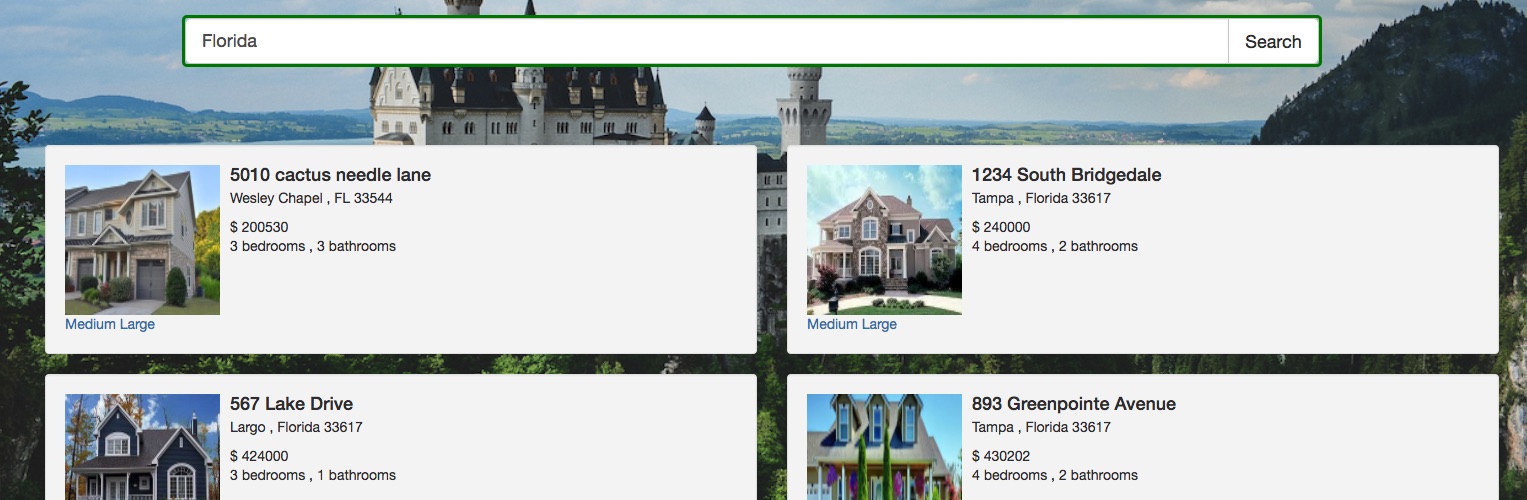 Florida
Search
5010 cactus needle lane
Wesley Chapel , FL 33544
$ 200530
3 bedrooms , 3 bathrooms
Medium Large
1234 South Bridgedale
Tampa , Florida 33617
$ 240000
4 bedrooms , 2 bathrooms
Medium Large
567 Lake Drive
Largo , Florida 33617
$ 424000
3 bedrooms , 1 bathrooms
893 Greenpointe Avenue
Tampa , Florida 33617
$ 430202
4 bedrooms , 2 bathrooms